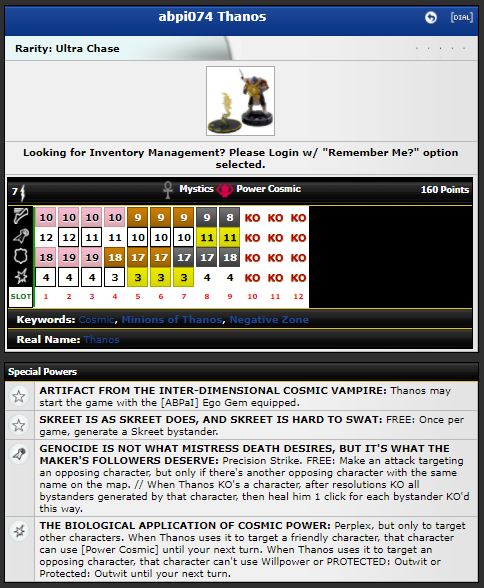 abpi074 Thanos
[DIAL]
Rarity: Ultra Chase
Looking for Inventory Management? Please Login w/ "Remember Me?" option
selected.
7 Mystics Power Cosmic 160 Points
10 10 10 10 9 9 9 9 8 KO KO KO
12 12 11 11 10 10 10 11 11 KO KO KO
18 19 19 18 17 16 17 17 18 KO KO KO
4 4 4 4 3 3 3 4 4 KO KO KO
SLOT 1 2 3 4 5 6 7 8 9 10 11 12
Keywords: Cosmic, Minions of Thanos, Negative Zone
Real Name: Thanos
Special Powers
ARTIFACT FROM THE INTER-DIMENSIONAL COSMIC VAMPIRE: Thanos may
start the game with the [ABPaI] Ego Gem equipped.
SKREET IS AS SKREET DOES, AND SKREET IS HARD TO SWAT: FREE: Once per
game, generate a Skreet bystander.
GENOCIDE IS NOT WHAT MISTRESS DEATH DESIRES, BUT IT'S WHAT THE
MAKER'S FOLLOWERS DESERVE: Precision Strike. FREE: Make an attack targeting
an opposing character, but only if there's another opposing character with the same
name on the map. // When Thanos KO's a character, after resolutions KO all
bystanders generated by that character, then heal him 1 click for each bystander KO'd
this way.
THE BIOLOGICAL APPLICATION OF COSMIC POWER: Perplex, but only to target
other characters. When Thanos uses it to target a friendly character, that character
can use [Power Cosmic] until your next turn. When Thanos uses it to target an
opposing character, that character can't use Willpower or PROTECTED: Outwit or
Protected: Outwit until your next turn.